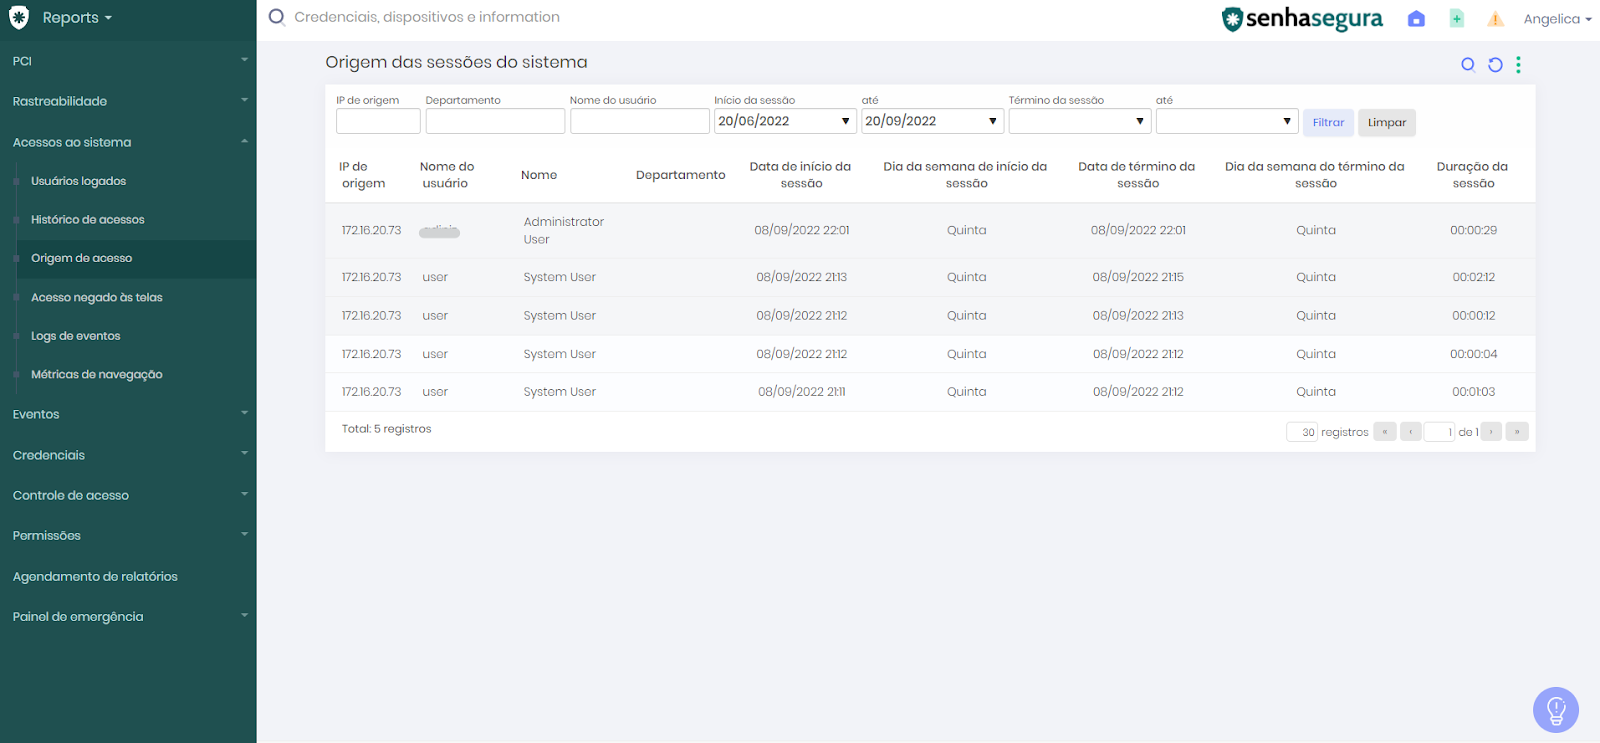 Reports
Credenciais, dispositivos e information
senhasegura
Angelica
PCI
Rastreabilidade
Acessos ao sistema
Usuários logados
Histórico de acessos
Origem de acesso
Acesso negado às telas
Logs de eventos
Métricas de navegação
Eventos
Credenciais
Controle de acesso
Permissões
Agendamento de relatórios
Painel de emergência
Origem das sessões do sistema
IP de origem Departamento Nome do usuário Início da sessão até Término da sessão até
20/06/2022 20/09/2022 Filtrar Limpar
IP de origem Nome do usuário Nome Departamento Data de início da sessão Dia da semana de início da sessão Data de término da sessão Dia da semana do término da sessão Duração da sessão
172.16.20.73 Administrator User 08/09/2022 22:01 Quinta 08/09/2022 22:01 Quinta 00:00:29
172.16.20.73 user System User 08/09/2022 21:13 Quinta 08/09/2022 21:15 Quinta 00:02:12
172.16.20.73 user System User 08/09/2022 21:12 Quinta 08/09/2022 21:13 Quinta 00:00:12
172.16.20.73 user System User 08/09/2022 21:12 Quinta 08/09/2022 21:12 Quinta 00:00:04
172.16.20.73 user System User 08/09/2022 21:11 Quinta 08/09/2022 21:12 Quinta 00:01:03
Total: 5 registros
30 registros « ‹ 1 de 1 › »